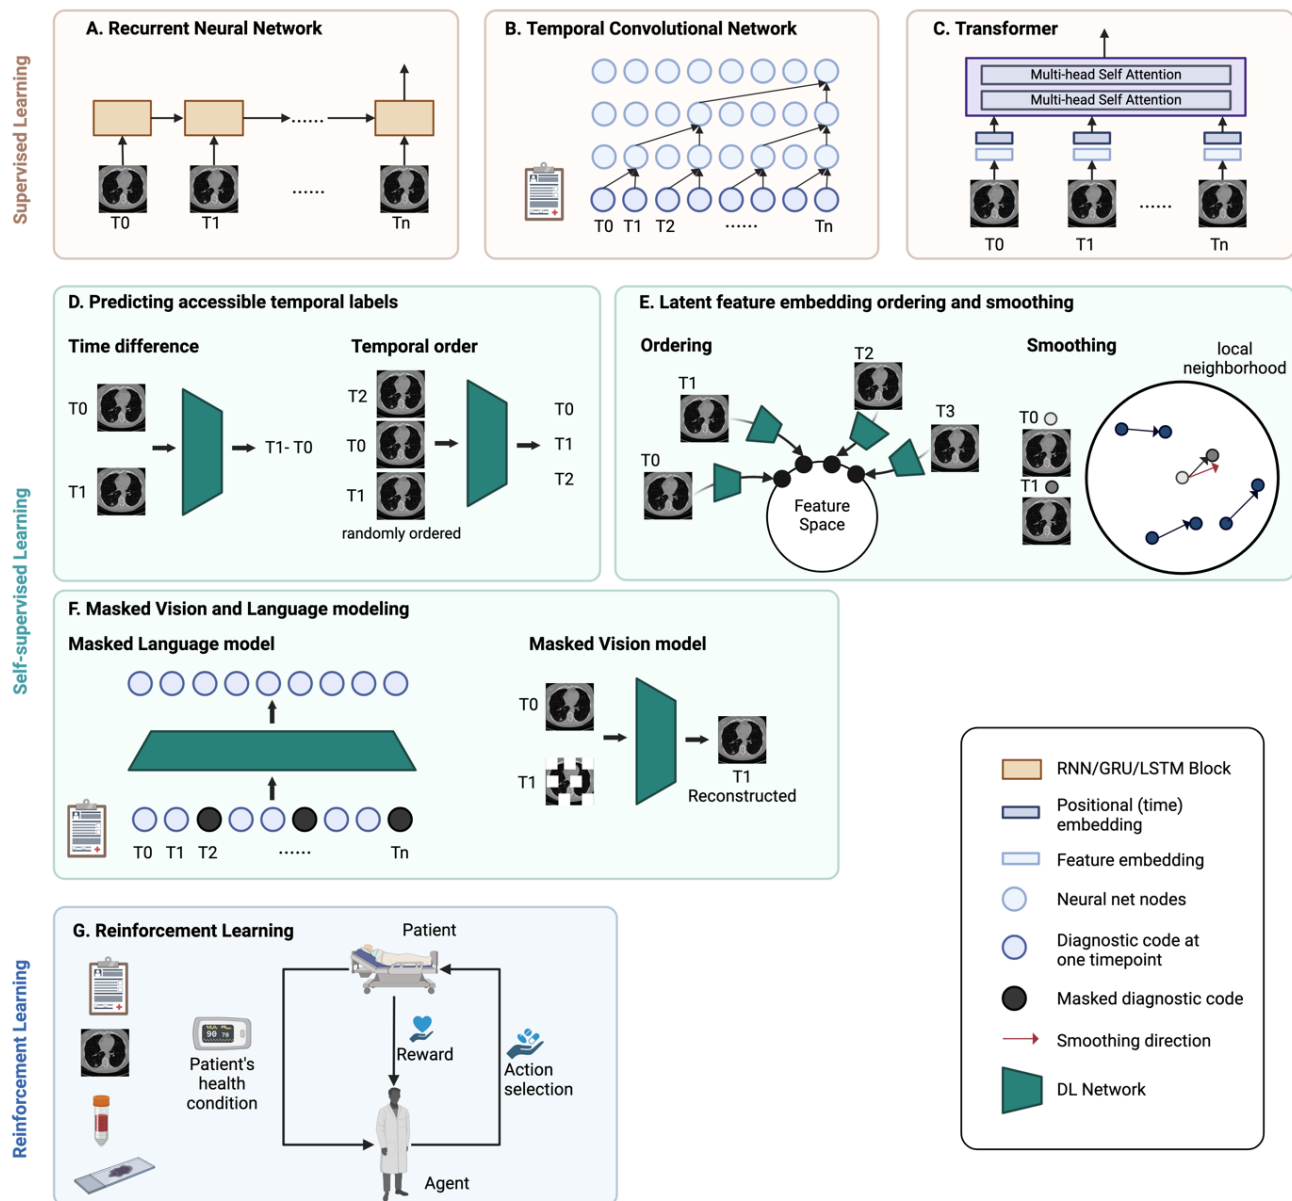 Supervised Learning
A. Recurrent Neural Network
......
......
T0
T1
Tn
B. Temporal Convolutional Network
T0
T1
T2
......
Tn
C. Transformer
Multi-head Self Attention
Multi-head Self Attention
......
T0
T1
Tn
Self-supervised Learning
D. Predicting accessible temporal labels
Time difference
T0
T1
T1- T0
Temporal order
T2
T0
T1
randomly ordered
T0
T1
T2
E. Latent feature embedding ordering and smoothing
Ordering
T0
T1
T2
T3
Feature
Space
Smoothing
T0
T1
local
neighborhood
F. Masked Vision and Language modeling
Masked Language model
T0
T1
T2
......
Tn
Masked Vision model
T0
T1
T1
Reconstructed
Reinforcement Learning
G. Reinforcement Learning
Patient
90 70
Patient's
health
condition
Reward
Action
selection
Agent
RNN/GRU/LSTM Block
Positional (time)
embedding
Feature embedding
Neural net nodes
Diagnostic code at
one timepoint
Masked diagnostic code
Smoothing direction
DL Network